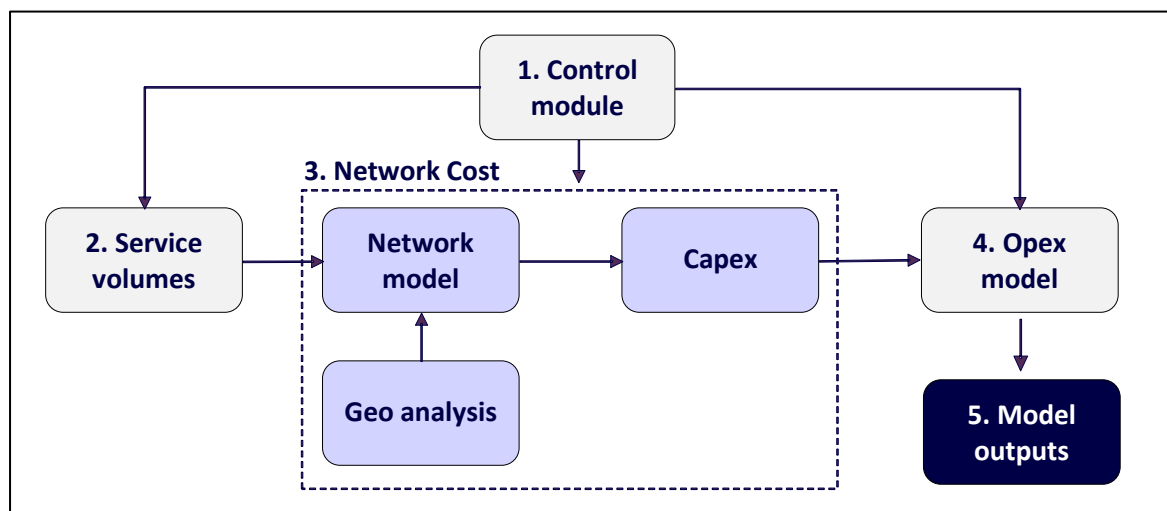 1. Control
module
3. Network Cost
2. Service
volumes
Network
model
Capex
4. Opex
model
Geo analysis
5. Model
outputs